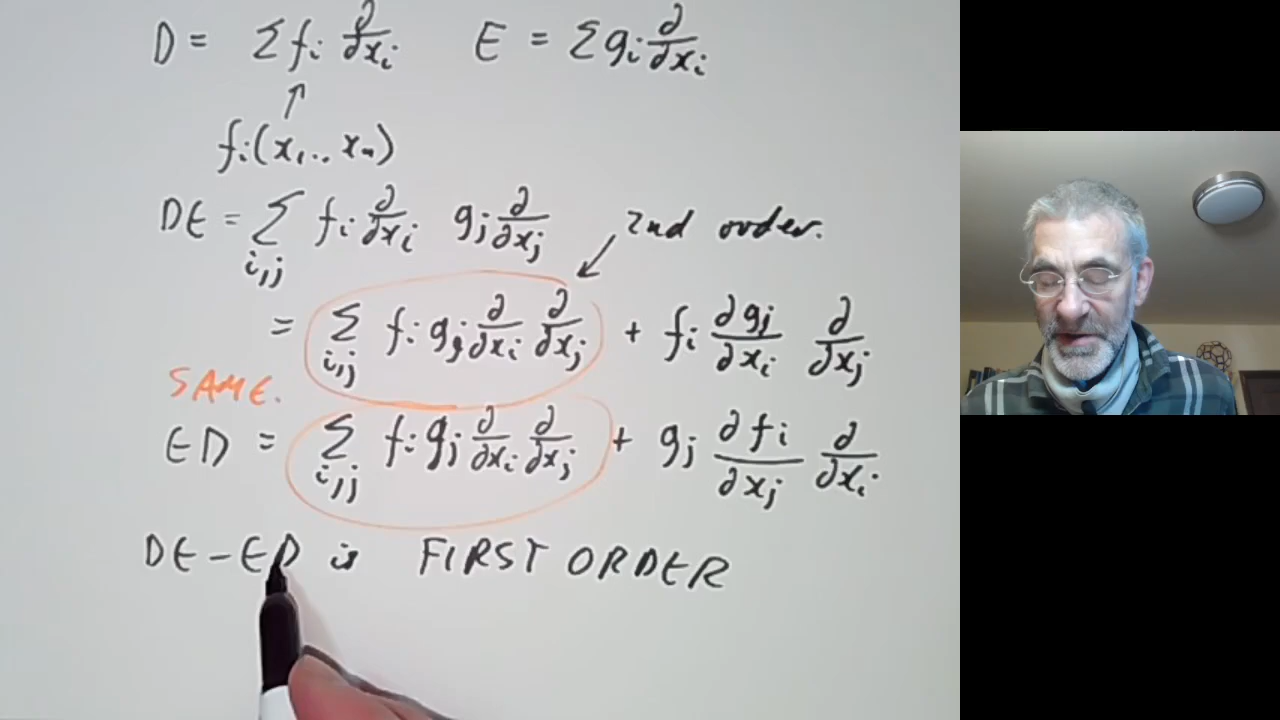 D = Σ fᵢ ∂/∂xᵢ E = Σ gᵢ ∂/∂xᵢ
↑
fᵢ(x₁.. xₙ)
DE = Σ_{i,j} fᵢ ∂/∂xᵢ gⱼ ∂/∂xⱼ 2nd order.
= Σ_{i,j} fᵢ gⱼ ∂/∂xᵢ ∂/∂xⱼ + fᵢ ∂gⱼ/∂xᵢ ∂/∂xⱼ
SAME.
ED = Σ_{i,j} fᵢ gⱼ ∂/∂xᵢ ∂/∂xⱼ + gⱼ ∂fᵢ/∂xⱼ ∂/∂xᵢ
DE - ED is FIRST ORDER